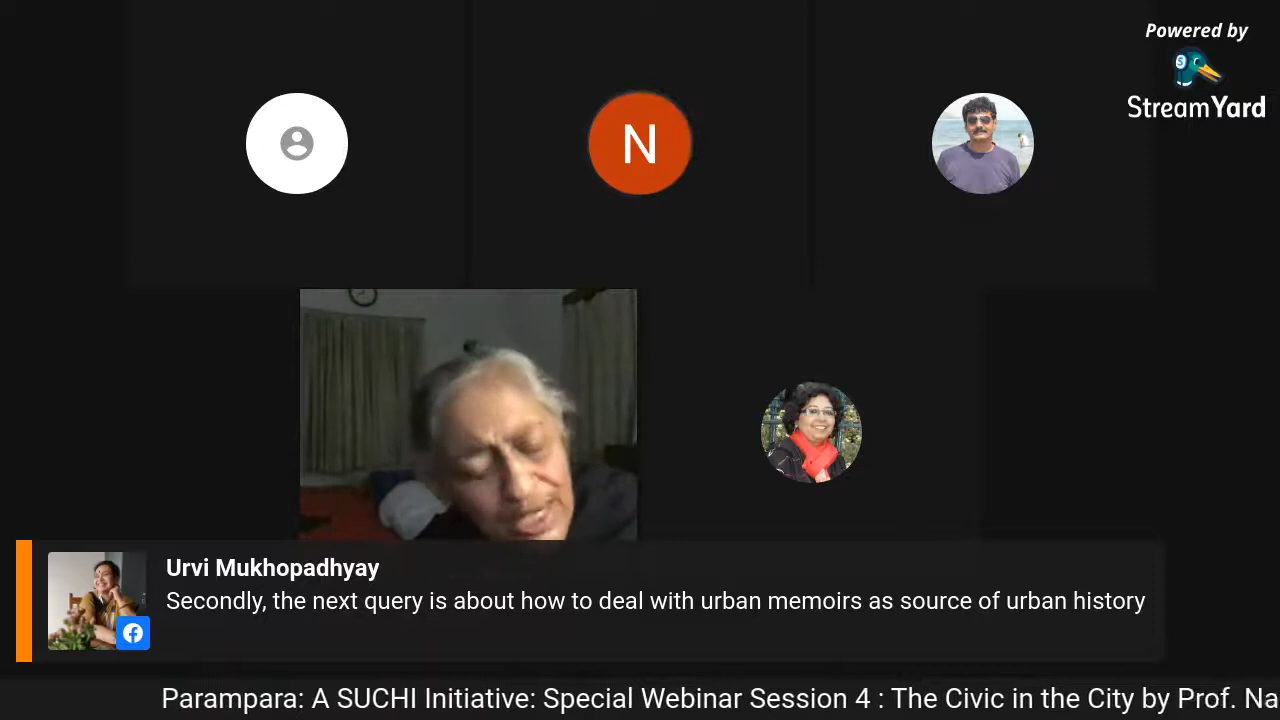 Powered by
StreamYard
N
Urvi Mukhopadhyay
Secondly, the next query is about how to deal with urban memoirs as source of urban history
Parampara: A SUCHI Initiative: Special Webinar Session 4 : The Civic in the City by Prof. Na